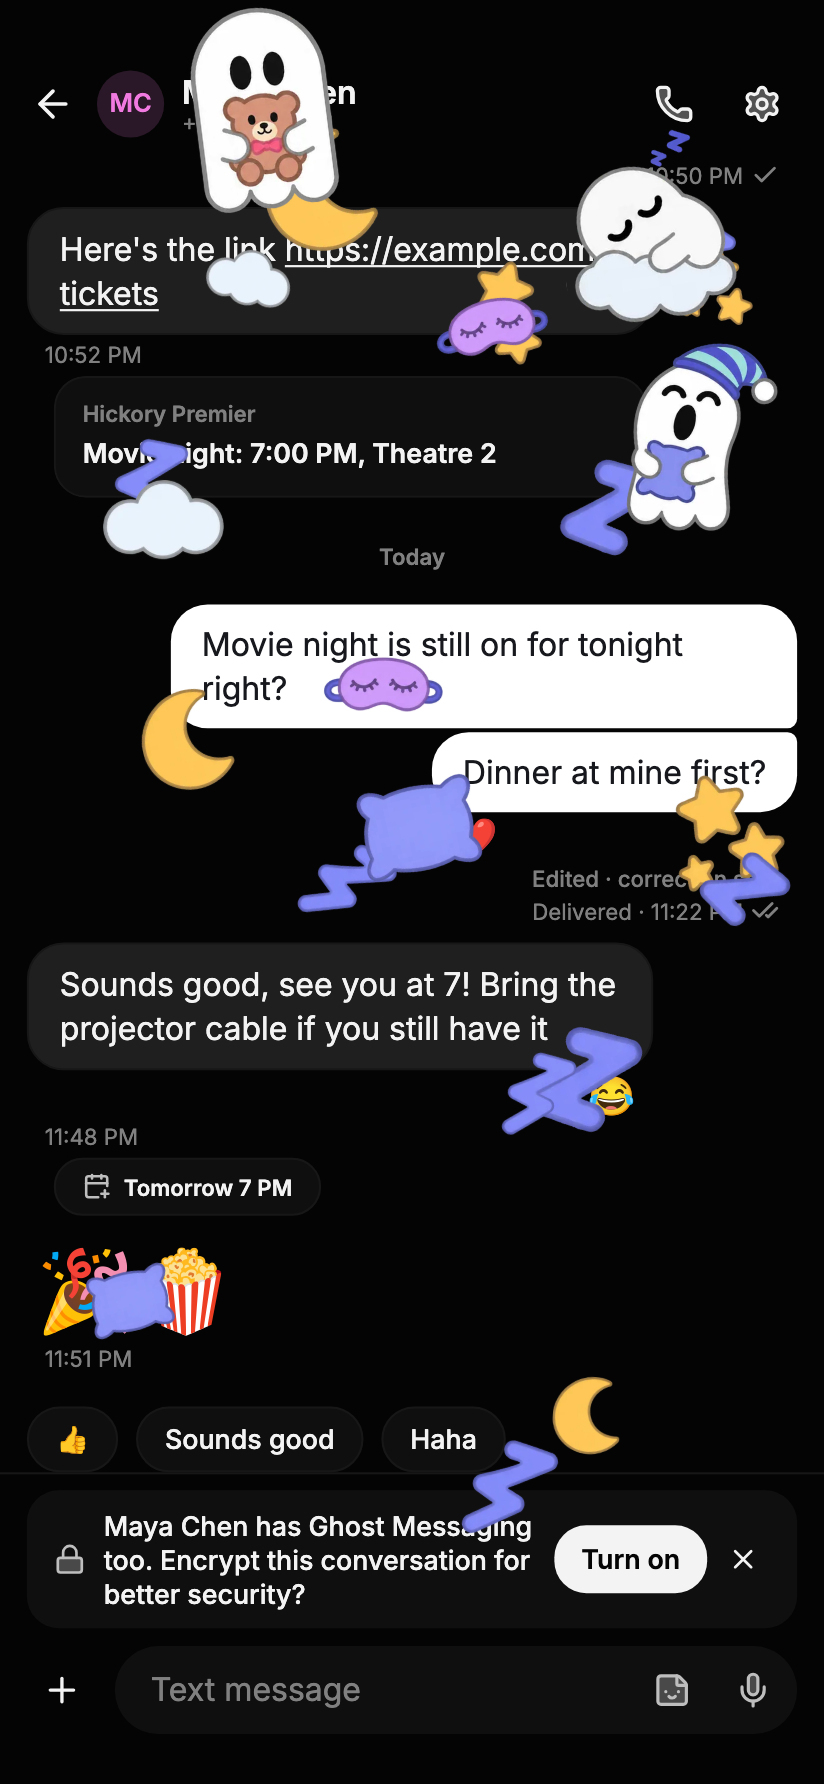 MC
10:50 PM
Here's the link https://example.com
tickets
10:52 PM
Hickory Premier
7:00 PM, Theatre 2
Today
Movie night is still on for tonight
right?
Dinner at mine first?
Edited ·
Delivered · 11:22
Sounds good, see you at 7! Bring the
projector cable if you still have it
11:48 PM
Tomorrow 7 PM
11:51 PM
👍
Sounds good
Haha
Maya Chen has Ghost Messaging
too. Encrypt this conversation for
better security?
Turn on
Text message